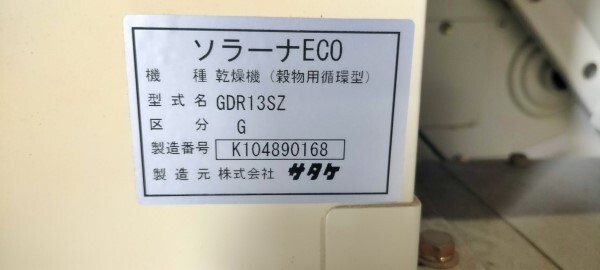 ソラーナECO
機種 乾燥機（穀物用循環型）
型式名 GDR13SZ
区分 G
製造番号 K104890168
製造元 株式会社 サタケ